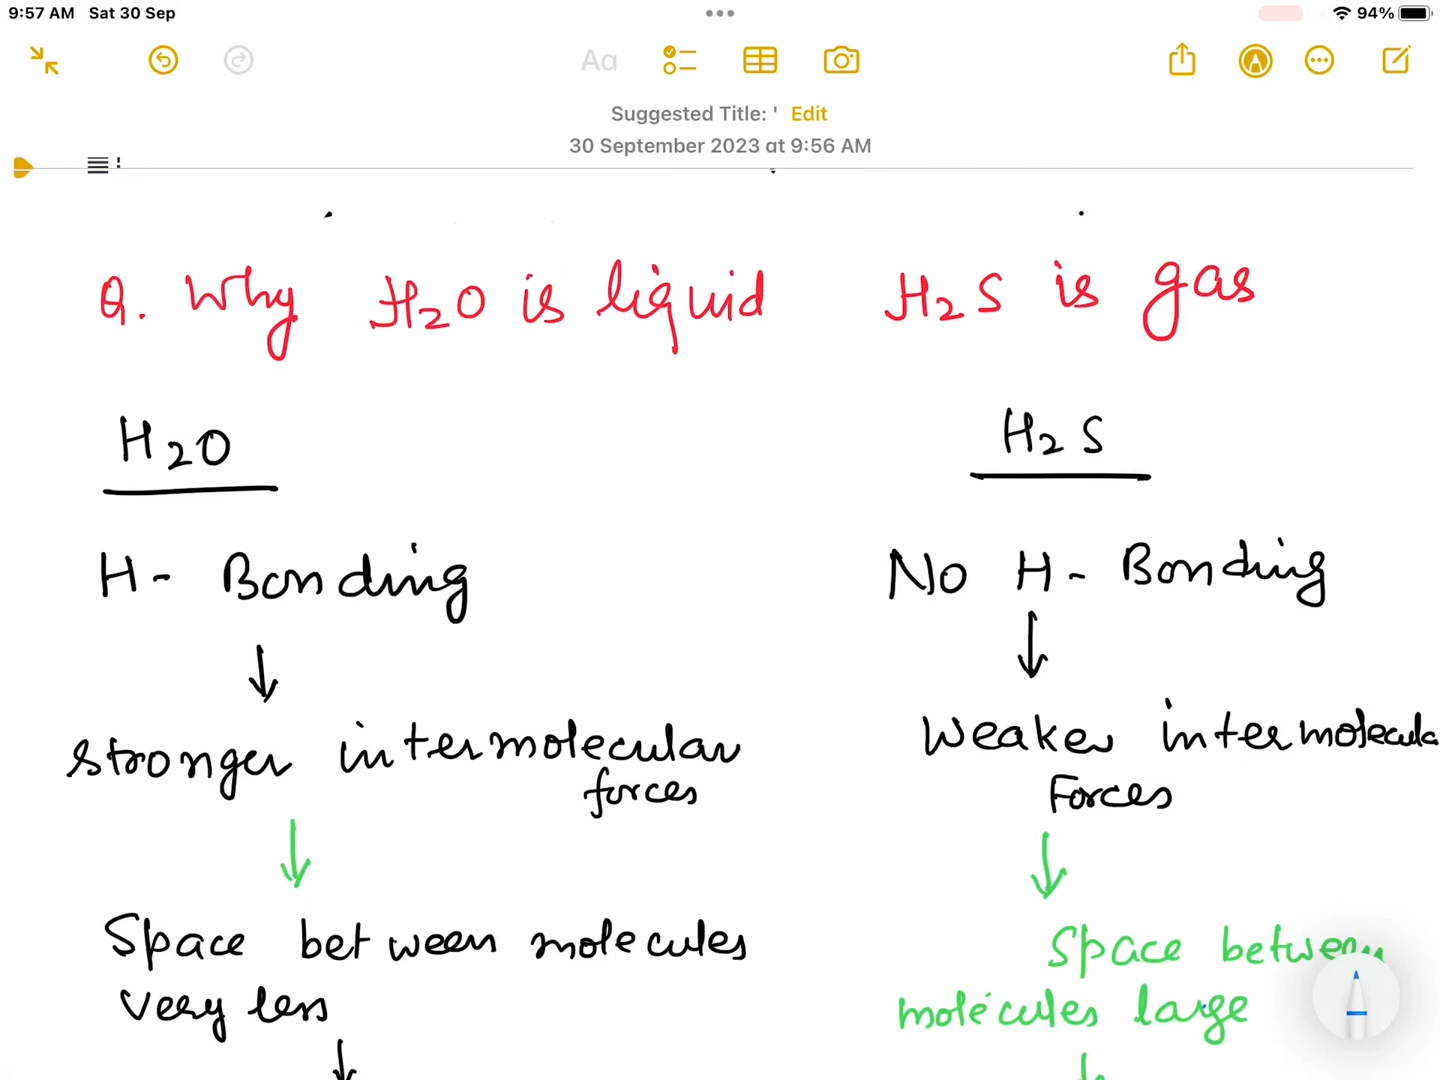 9:57 AM Sat 30 Sep
94%
Aa
Suggested Title: ' Edit
30 September 2023 at 9:56 AM
Q. Why H₂O is liquid H₂S is gas
H₂O
H₂S
H- Bonding
No H- Bonding
stronger intermolecular
forces
Weaker intermolecula
Forces
Space between molecules
very less
Space between
molecules large